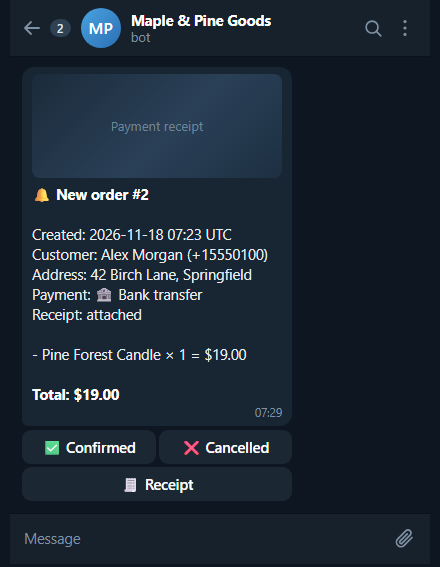 2
MP
Maple & Pine Goods
bot
Payment receipt
🔔 New order #2
Created: 2026-11-18 07:23 UTC
Customer: Alex Morgan (+15550100)
Address: 42 Birch Lane, Springfield
Payment: 🏦 Bank transfer
Receipt: attached
- Pine Forest Candle × 1 = $19.00
Total: $19.00
07:29
✅ Confirmed
❌ Cancelled
🧾 Receipt
Message